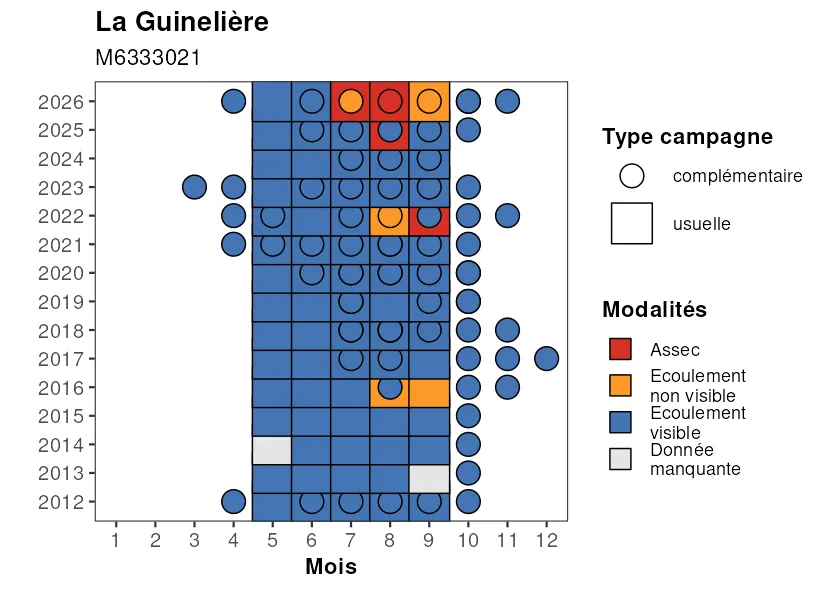 La Guinelière
M6333021
2026
2025
2024
2023
2022
2021
2020
2019
2018
2017
2016
2015
2014
2013
2012
1 2 3 4 5 6 7 8 9 10 11 12
Mois
Type campagne
complémentaire
usuelle
Modalités
Assec
Ecoulement
non visible
Ecoulement
visible
Donnée
manquante